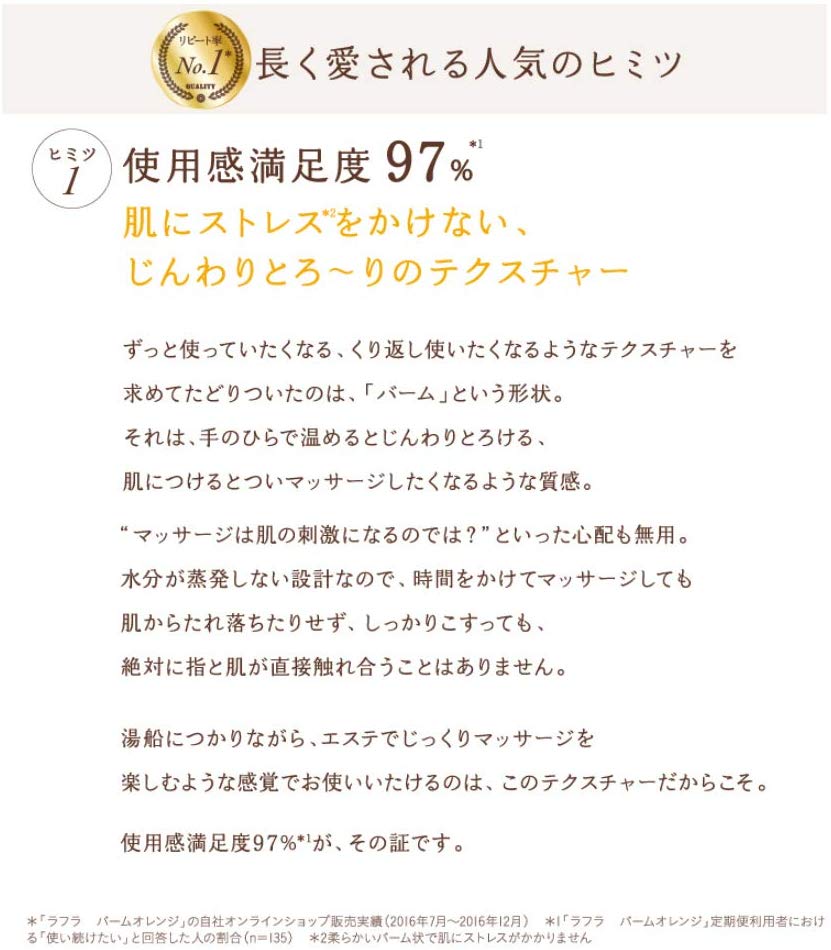 リピート率
No.1*
QUALITY
長く愛される人気のヒミツ
ヒミツ
1
使用感満足度 97%*1
肌にストレス*2をかけない、
じんわりとろ～りのテクスチャー
ずっと使っていたくなる、くり返し使いたくなるようなテクスチャーを
求めてたどりついたのは、「バーム」という形状。
それは、手のひらで温めるとじんわりとろける、
肌につけるとついマッサージしたくなるような質感。
“マッサージは肌の刺激になるのでは？”といった心配も無用。
水分が蒸発しない設計なので、時間をかけてマッサージしても
肌からたれ落ちたりせず、しっかりこすっても、
絶対に指と肌が直接触れ合うことはありません。
湯船につかりながら、エステでじっくりマッサージを
楽しむような感覚でお使いいたけるのは、このテクスチャーだからこそ。
使用感満足度97%*1が、その証です。
＊「ラフラ　バームオレンジ」の自社オンラインショップ販売実績（2016年7月～2016年12月）　＊1「ラフラ　バームオレンジ」定期便利用者におけ
る「使い続けたい」と回答した人の割合（n＝135）　＊2柔らかいバーム状で肌にストレスがかかりません